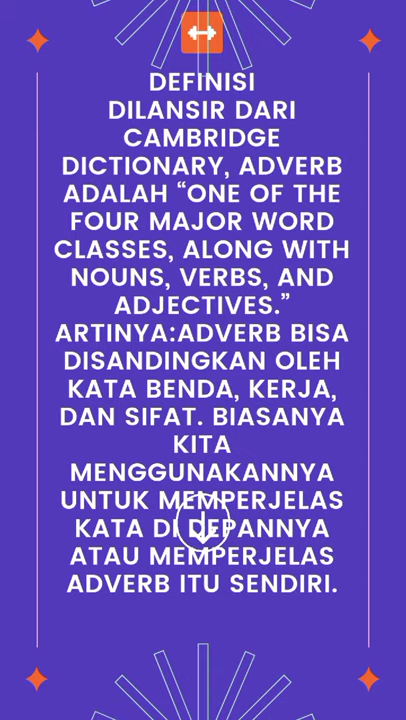 DEFINISI
DILANSIR DARI
CAMBRIDGE
DICTIONARY, ADVERB
ADALAH “ONE OF THE
FOUR MAJOR WORD
CLASSES, ALONG WITH
NOUNS, VERBS, AND
ADJECTIVES.”
ARTINYA:ADVERB BISA
DISANDINGKAN OLEH
KATA BENDA, KERJA,
DAN SIFAT. BIASANYA
KITA
MENGGUNAKANNYA
UNTUK MEMPERJELAS
KATA DI DEPANNYA
ATAU MEMPERJELAS
ADVERB ITU SENDIRI.